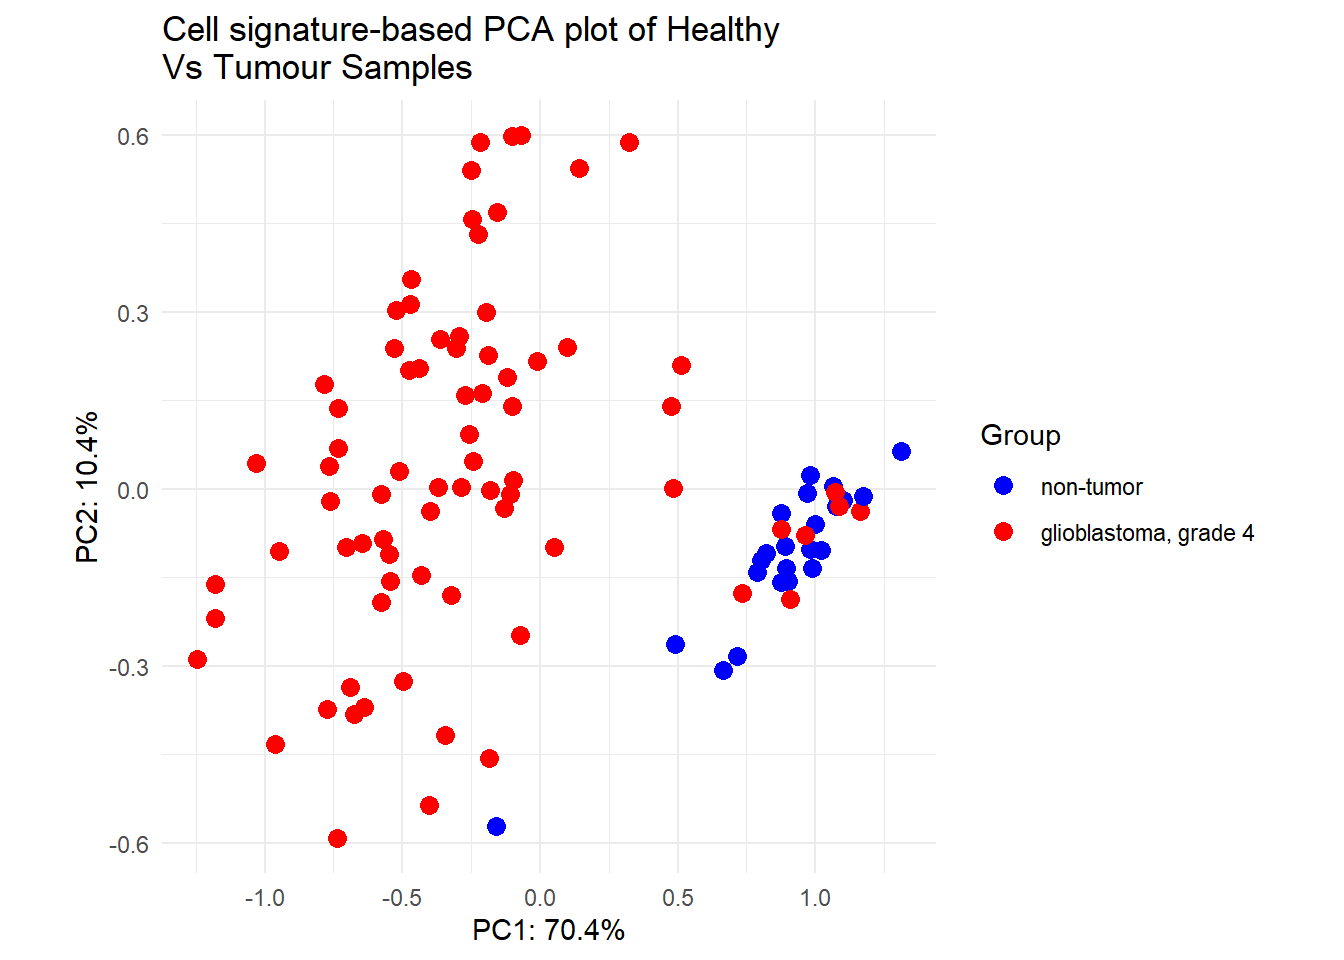 Cell signature-based PCA plot of Healthy
Vs Tumour Samples
0.6
0.3
0.0
-0.3
-0.6
PC2: 10.4%
-1.0
-0.5
0.0
0.5
1.0
PC1: 70.4%
Group
non-tumor
glioblastoma, grade 4